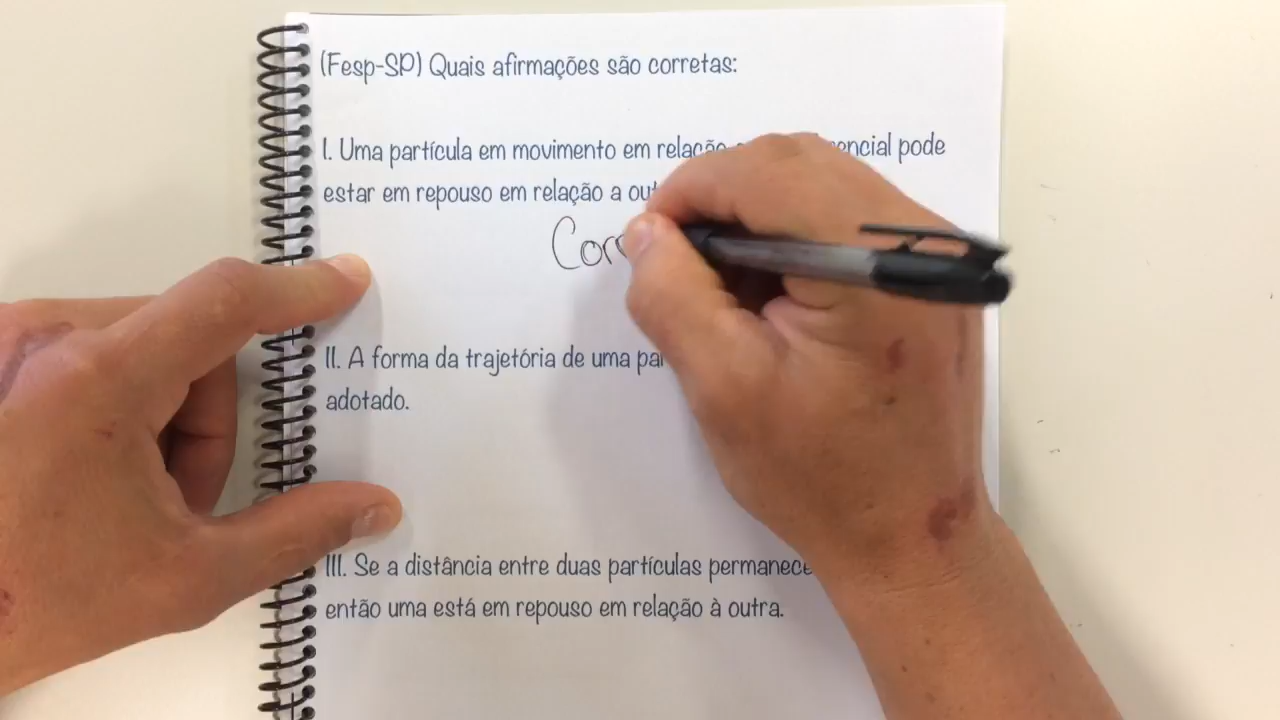 (Fesp-SP) Quais afirmações são corretas:
I. Uma partícula em movimento em relação pode
estar em repouso em relação a
II. A forma da trajetória de uma
adotado.
III. Se a distância entre duas partículas permanece
então uma está em repouso em relação à outra.